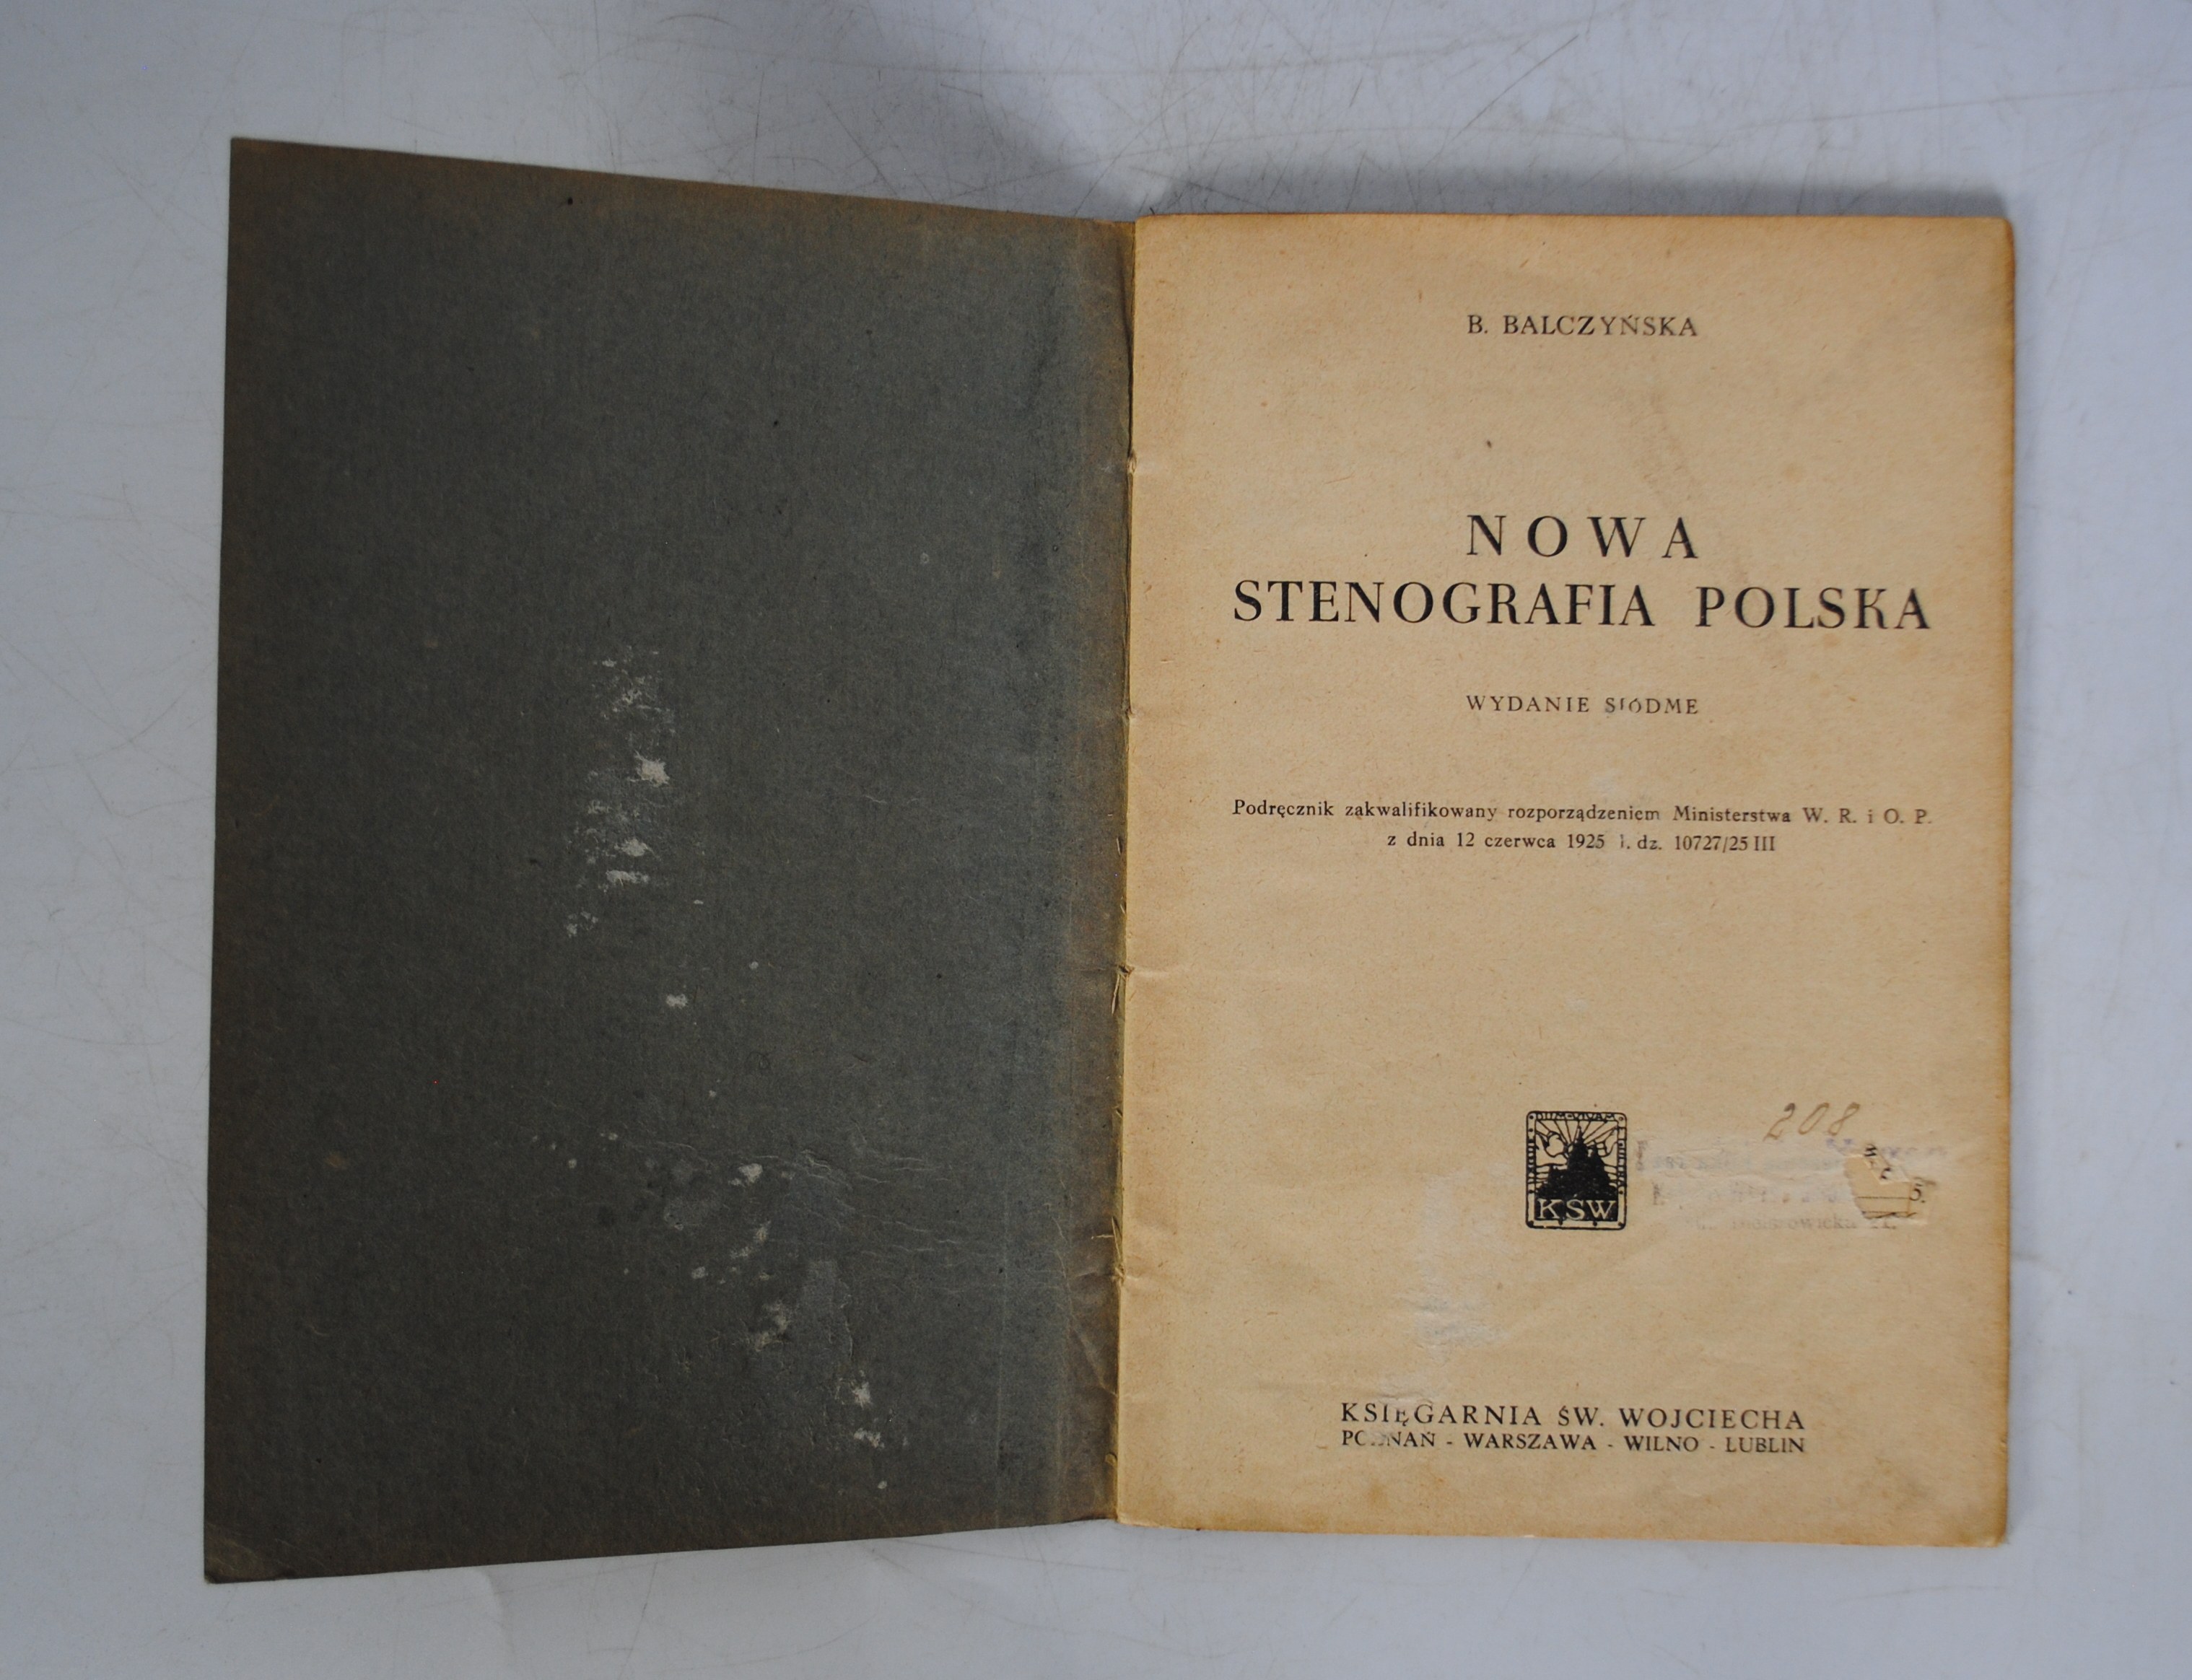 B. BALCZYŃSKA
NOWA
STENOGRAFIA POLSKA
WYDANIE SIÓDME
Podręcznik zakwalifikowany rozporządzeniem Ministerstwa W. R. i O. P.
z dnia 12 czerwca 1925 l. dz. 10727/25 III
208
KSW
KSIĘGARNIA ŚW. WOJCIECHA
POZNAŃ - WARSZAWA - WILNO - LUBLIN